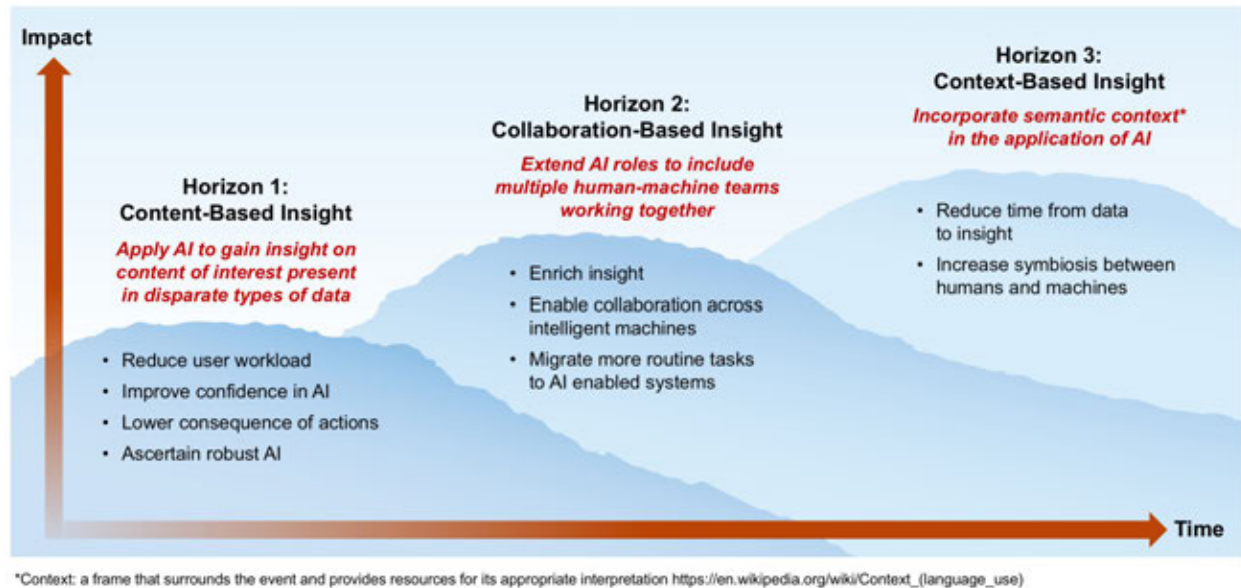 Impact
Horizon 1:
Content-Based Insight
Apply AI to gain insight on
content of interest present
in disparate types of data
• Reduce user workload
• Improve confidence in AI
• Lower consequence of actions
• Ascertain robust AI
Horizon 2:
Collaboration-Based Insight
Extend AI roles to include
multiple human-machine teams
working together
• Enrich insight
• Enable collaboration across
intelligent machines
• Migrate more routine tasks
to AI enabled systems
Horizon 3:
Context-Based Insight
Incorporate semantic context*
in the application of AI
• Reduce time from data
to insight
• Increase symbiosis between
humans and machines
Time
*Context: a frame that surrounds the event and provides resources for its appropriate interpretation https://en.wikipedia.org/wiki/Context_(language_use)